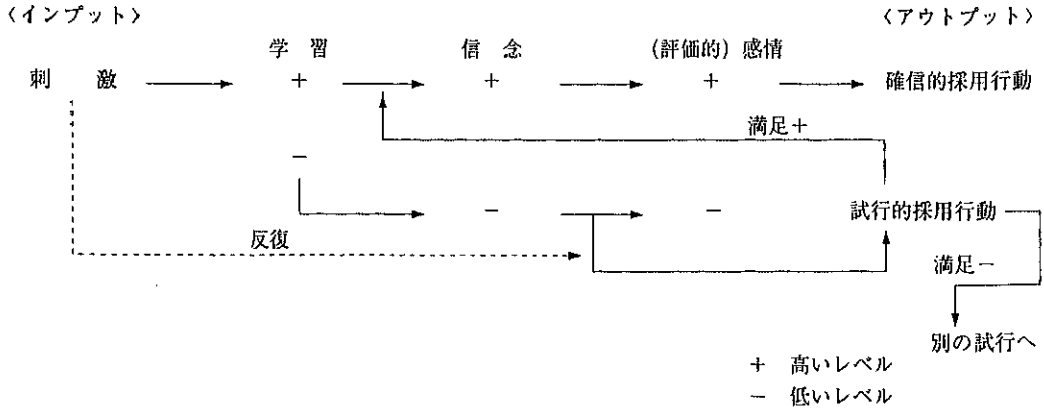 〈インプット〉 〈アウトプット〉
学習 信念 (評価的)感情
刺激 + + + 確信的採用行動
満足+
−
− − 試行的採用行動
反復
満足−
別の試行へ
+ 高いレベル
− 低いレベル